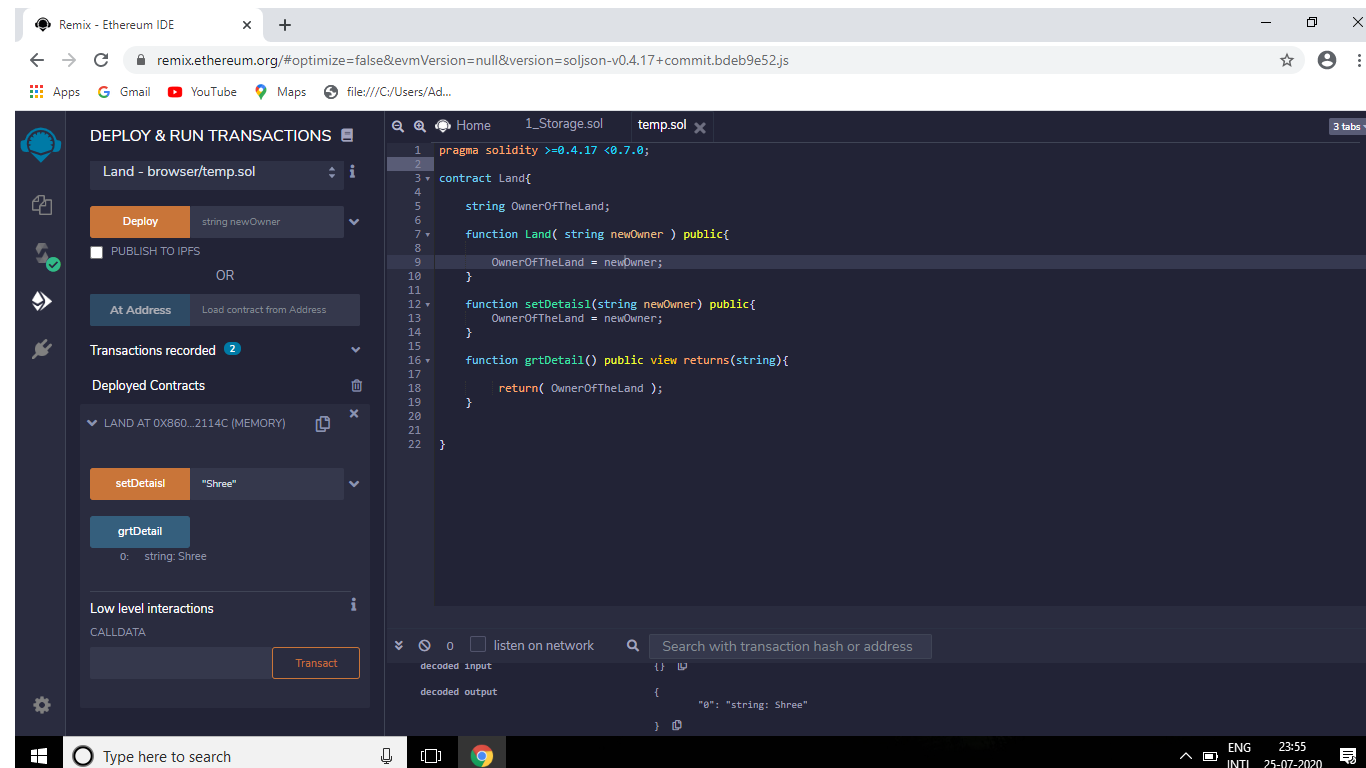 Remix - Ethereum IDE
remix.ethereum.org/#optimize=false&evmVersion=null&version=soljson-v0.4.17+commit.bdeb9e52.js
Apps Gmail YouTube Maps file:///C:/Users/Ad...
DEPLOY & RUN TRANSACTIONS
Land - browser/temp.sol
Deploy string newOwner
PUBLISH TO IPFS
OR
At Address Load contract from Address
Transactions recorded 2
Deployed Contracts
LAND AT 0X860...2114C (MEMORY)
setDetaisl "Shree"
grtDetail
0: string: Shree
Low level interactions
CALLDATA
Transact
Home 1_Storage.sol temp.sol 3 tabs
1 pragma solidity >=0.4.17 <0.7.0;
2
3 contract Land{
4
5 string OwnerOfTheLand;
6
7 function Land( string newOwner ) public{
8
9 OwnerOfTheLand = newOwner;
10 }
11
12 function setDetaisl(string newOwner) public{
13 OwnerOfTheLand = newOwner;
14 }
15
16 function grtDetail() public view returns(string){
17
18 return( OwnerOfTheLand );
19 }
20
21
22 }
0 listen on network Search with transaction hash or address
decoded input {}
decoded output {
"0": "string: Shree"
}
Type here to search
ENG 23:55
INTL 25-07-2020